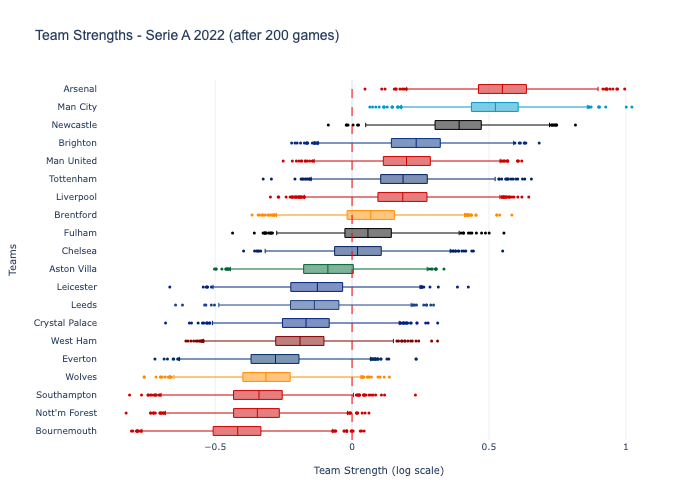 Team Strengths - Serie A 2022 (after 200 games)
Arsenal
Man City
Newcastle
Brighton
Man United
Tottenham
Liverpool
Brentford
Fulham
Chelsea
Aston Villa
Leicester
Leeds
Crystal Palace
West Ham
Everton
Wolves
Southampton
Nott'm Forest
Bournemouth
Teams
−0.5 0 0.5 1
Team Strength (log scale)